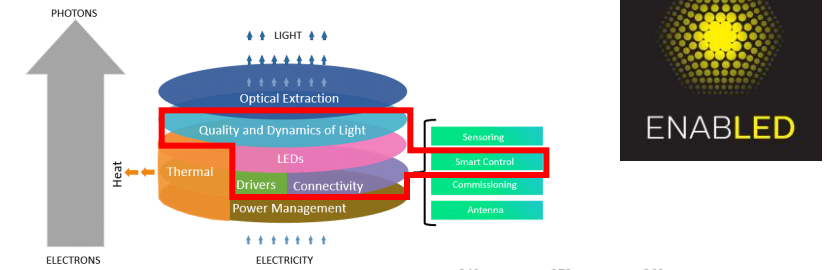 PHOTONS
LIGHT
Optical Extraction
Quality and Dynamics of Light
LEDs
Thermal
Drivers
Connectivity
Power Management
Heat
Sensoring
Smart Control
Commissioning
Antenna
ELECTRONS
ELECTRICITY
ENABLED